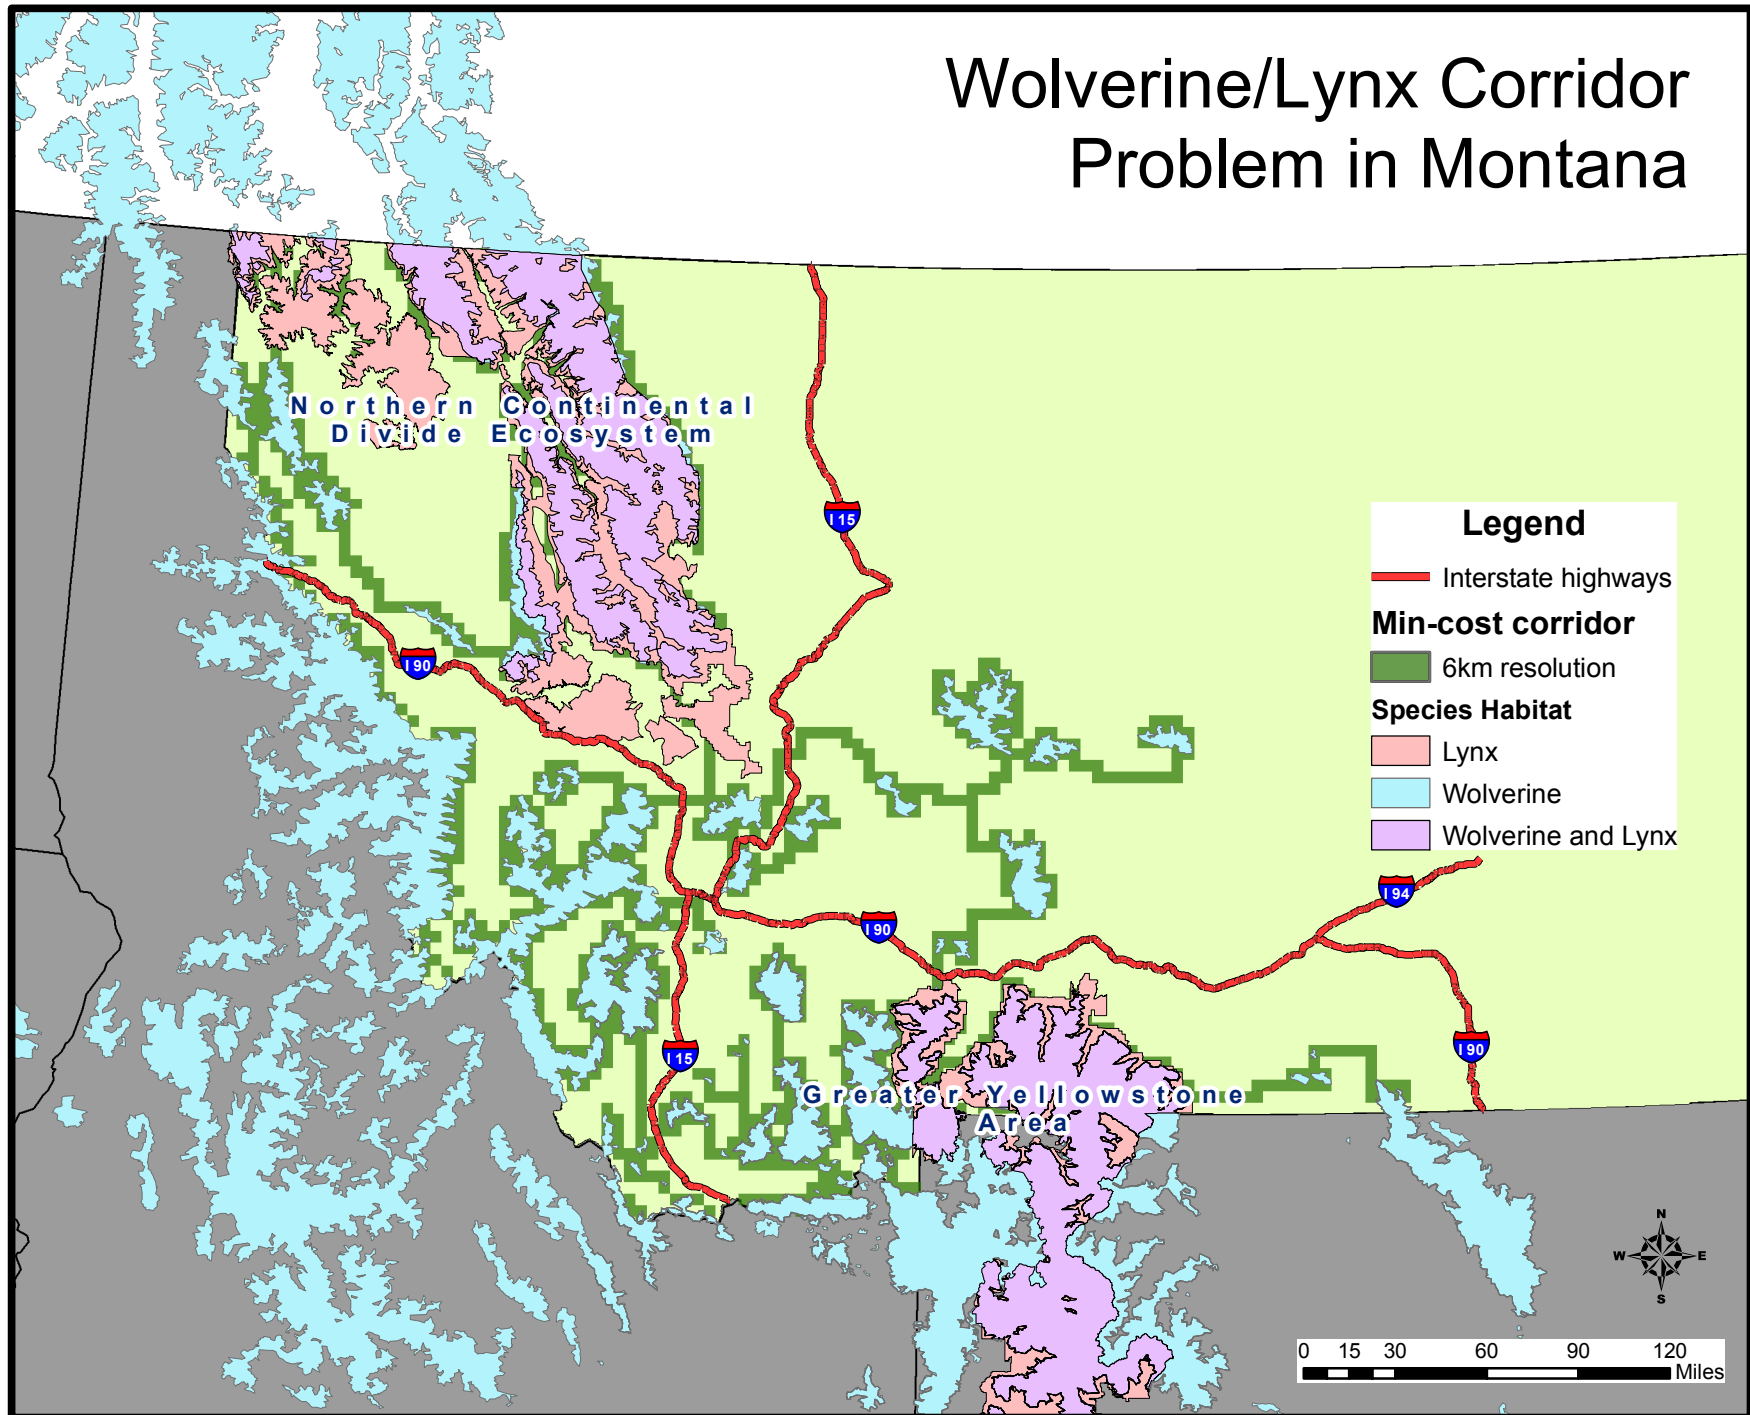 Wolverine/Lynx Corridor
Problem in Montana
Northern Continental
Divide Ecosystem
I 15
Legend
Interstate highways
Min-cost corridor
6km resolution
Species Habitat
Lynx
Wolverine
Wolverine and Lynx
I 90
I 94
I 90
I 15
I 90
Greater Yellowstone
Area
N
W E
S
0 15 30 60 90 120
Miles